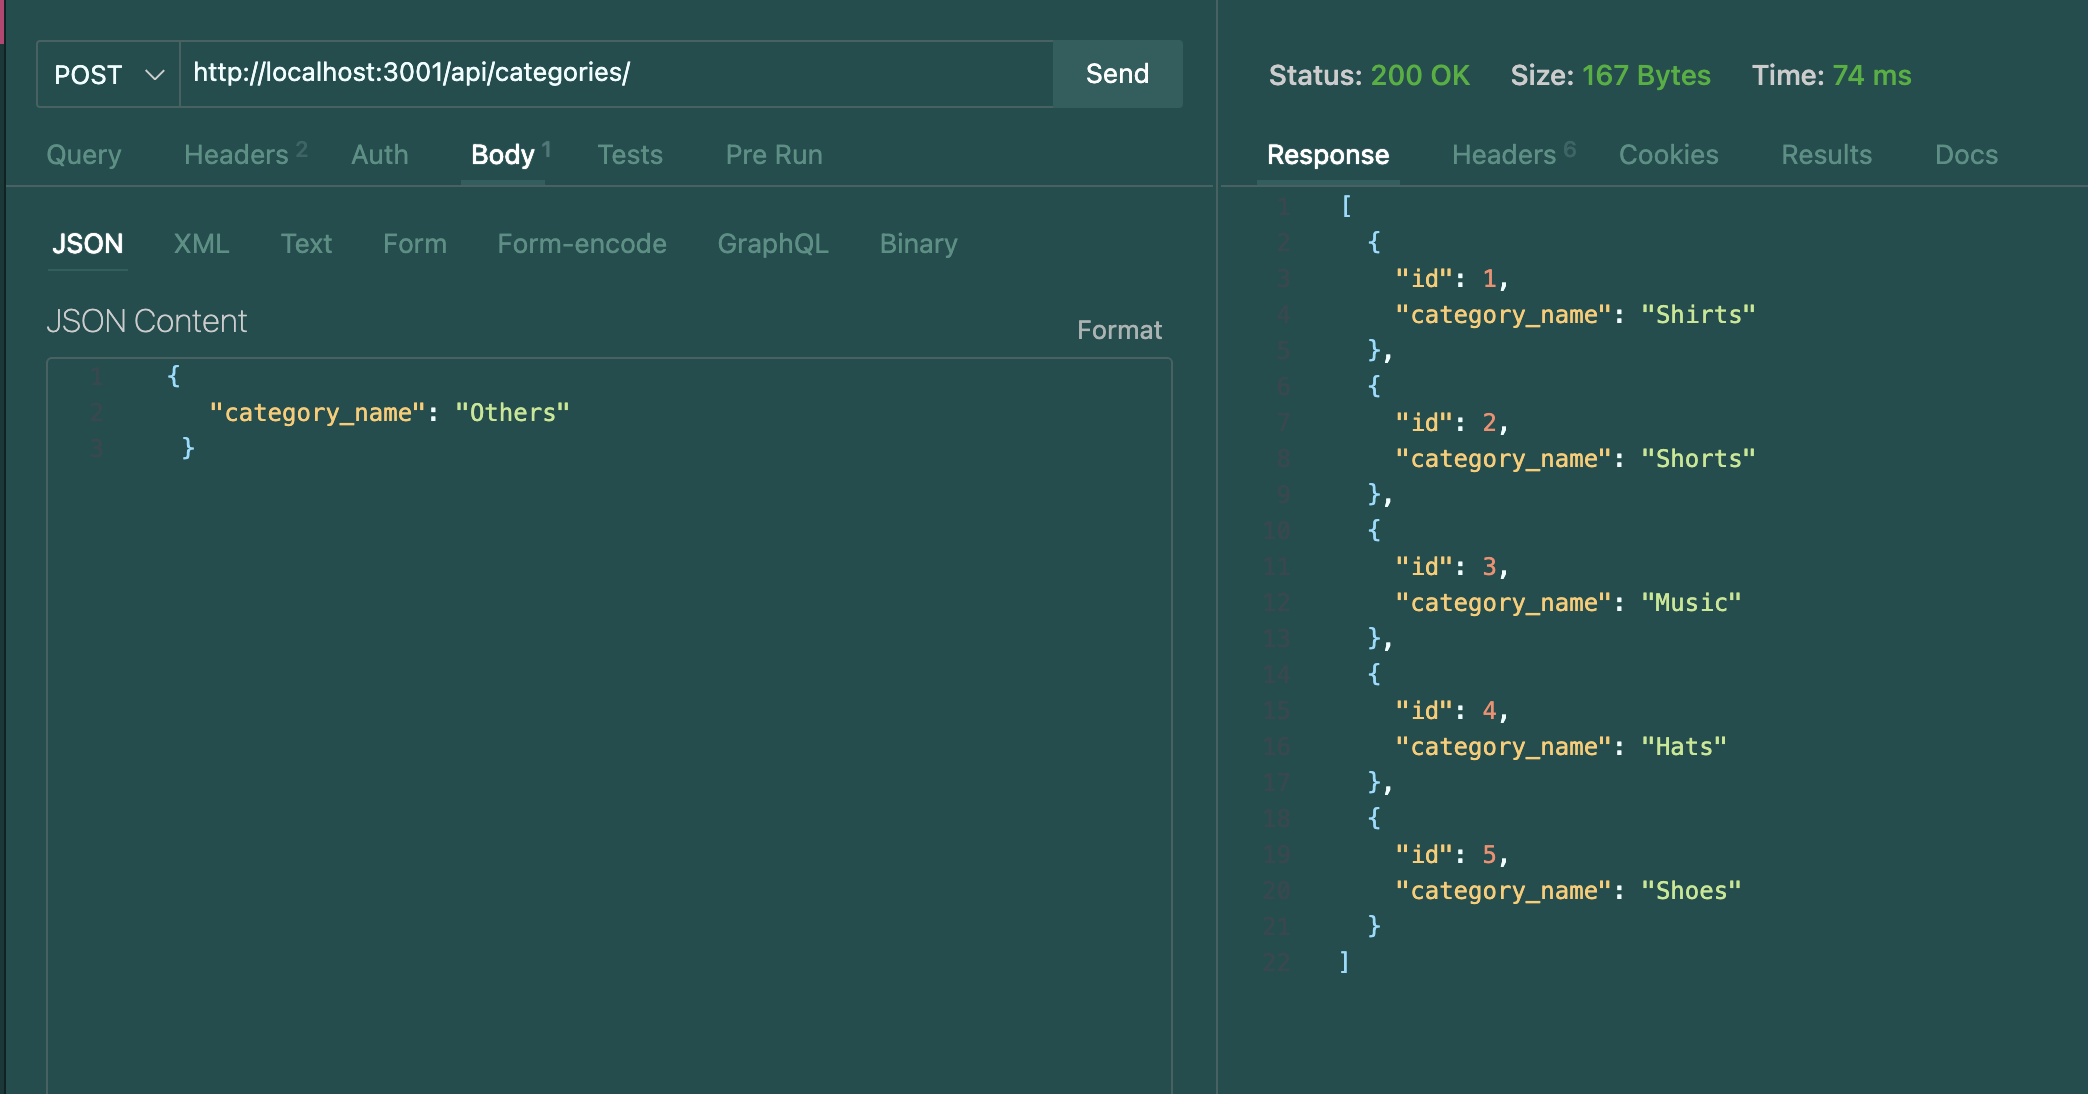 POST http://localhost:3001/api/categories/ Send
Query Headers 2 Auth Body 1 Tests Pre Run
JSON XML Text Form Form-encode GraphQL Binary
JSON Content
Format
1 {
2 "category_name": "Others"
3 }
Status: 200 OK Size: 167 Bytes Time: 74 ms
Response Headers 6 Cookies Results Docs
1 [
2 {
3 "id": 1,
4 "category_name": "Shirts"
5 },
6 {
7 "id": 2,
8 "category_name": "Shorts"
9 },
10 {
11 "id": 3,
12 "category_name": "Music"
13 },
14 {
15 "id": 4,
16 "category_name": "Hats"
17 },
18 {
19 "id": 5,
20 "category_name": "Shoes"
21 }
22 ]